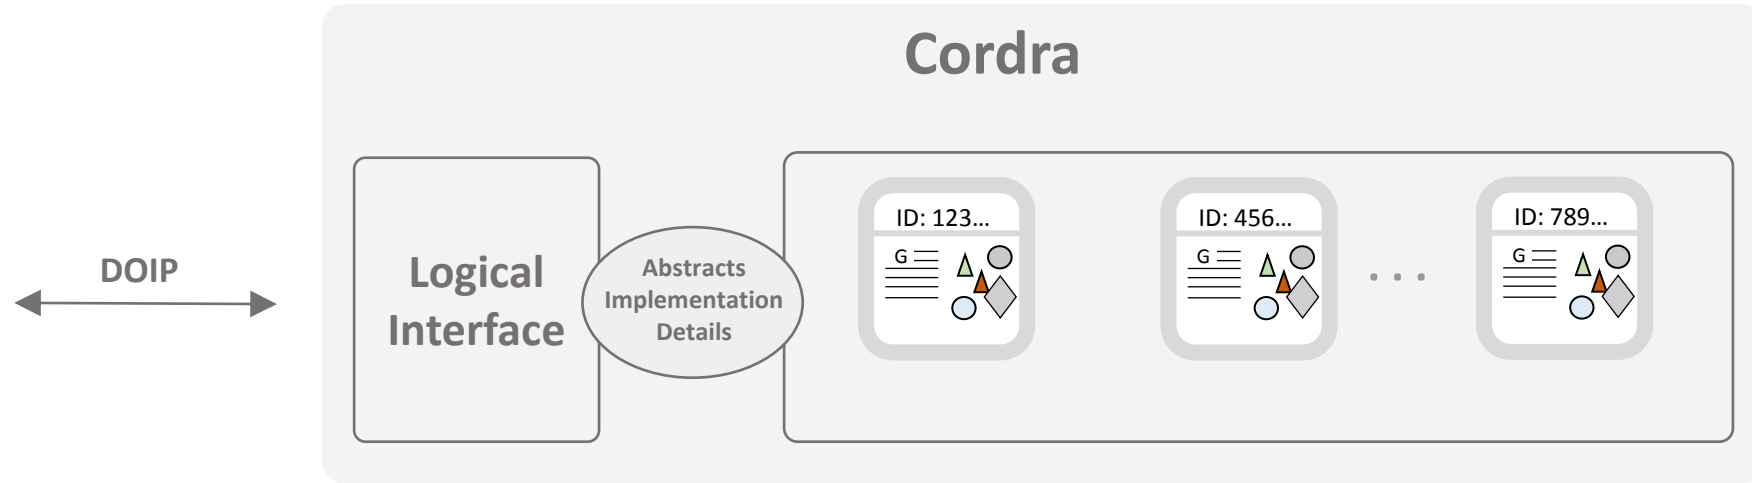 Cordra
DOIP
Logical
Interface
Abstracts
Implementation
Details
ID: 123...
G
ID: 456...
G
. . .
ID: 789...
G